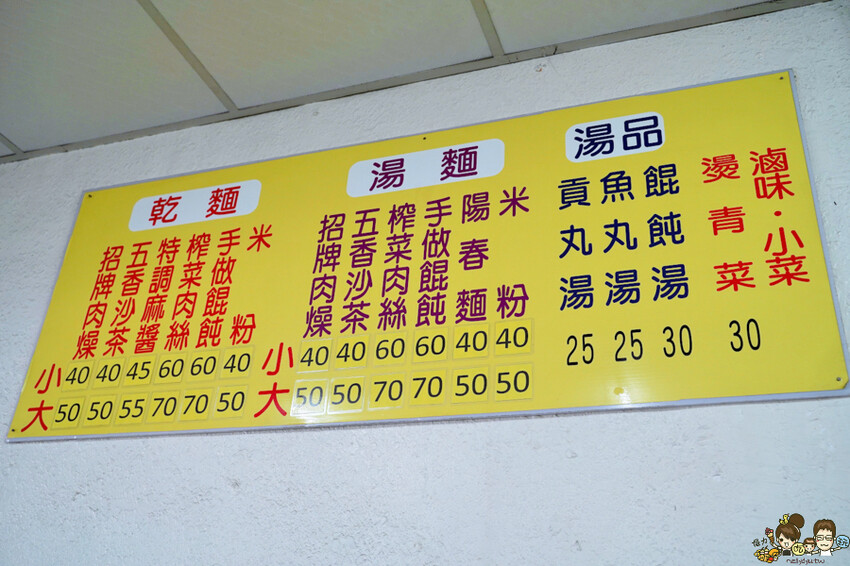 乾麵
招牌肉燥
五香沙茶
特調麻醬
榨菜肉絲
手做餛飩
米粉
小 40 40 45 60 60 40
大 50 50 55 70 70 50
湯麵
招牌肉燥
五香沙茶
榨菜肉絲
手做餛飩
陽春麵
米粉
小 40 40 60 60 40 40
大 50 50 70 70 50 50
湯品
貢丸湯
魚丸湯
餛飩湯
25 25 30
燙青菜
30
滷味·小菜